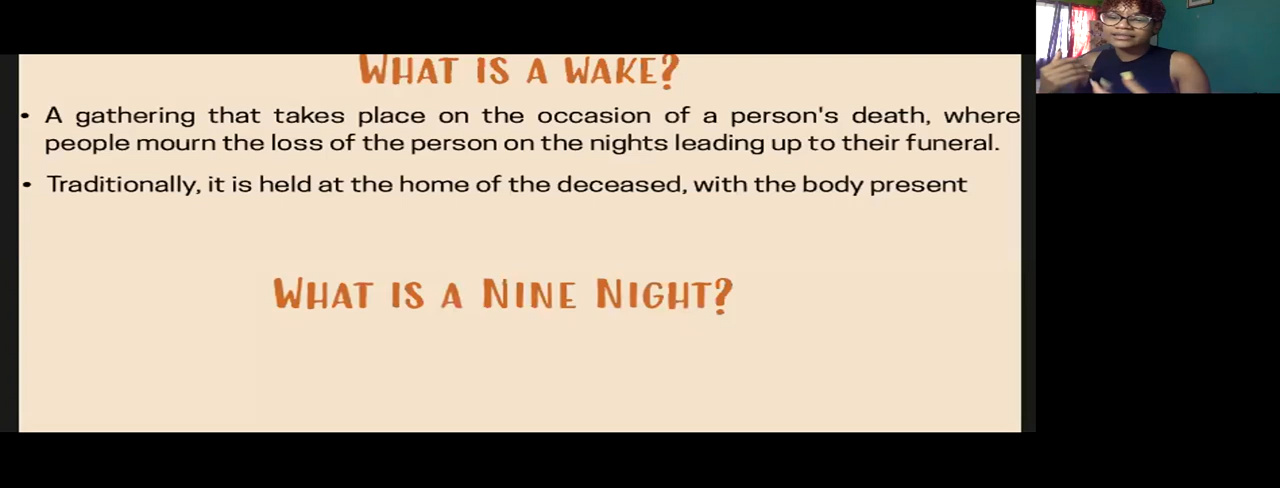 WHAT IS A WAKE?
• A gathering that takes place on the occasion of a person's death, where
people mourn the loss of the person on the nights leading up to their funeral.
• Traditionally, it is held at the home of the deceased, with the body present
WHAT IS A NINE NIGHT?